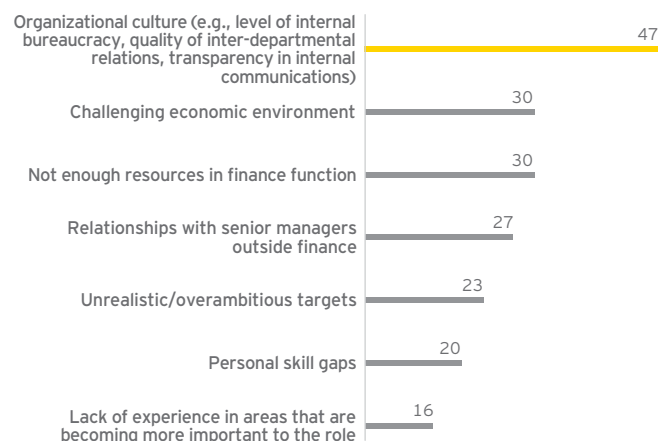 Organizational culture (e.g., level of internal
bureaucracy, quality of inter-departmental
relations, transparency in internal
communications)
47
Challenging economic environment
30
Not enough resources in finance function
30
Relationships with senior managers
outside finance
27
Unrealistic/overambitious targets
23
Personal skill gaps
20
Lack of experience in areas that are
becoming more important to the role
16